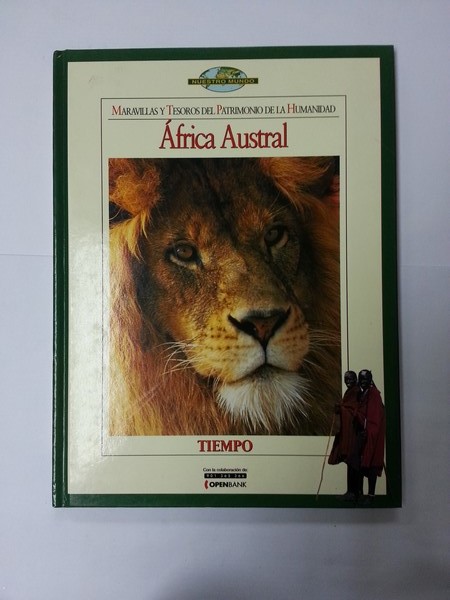 NUESTRO MUNDO
MARAVILLAS Y TESOROS DEL PATRIMONIO DE LA HUMANIDAD
África Austral
TIEMPO
Con la colaboración de:
OPENBANK